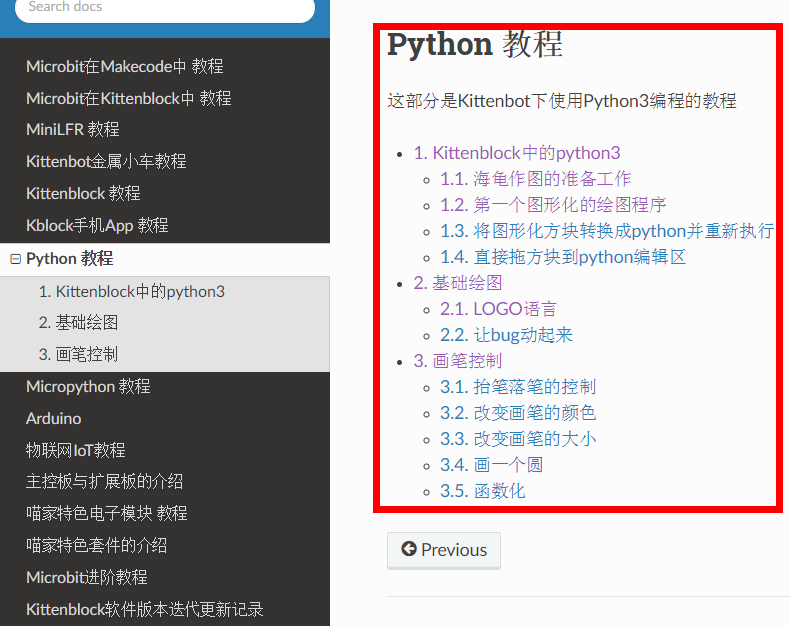 Search docs
Microbit在Makecode中 教程
Microbit在Kittenblock中 教程
MiniLFR 教程
Kittenbot金属小车教程
Kittenblock 教程
Kblock手机App 教程
Python 教程
1. Kittenblock中的python3
2. 基础绘图
3. 画笔控制
Micropython 教程
Arduino
物联网IoT教程
主控板与扩展板的介绍
喵家特色电子模块 教程
喵家特色套件的介绍
Microbit进阶教程
Kittenblock软件版本迭代更新记录
Python 教程
这部分是Kittenbot下使用Python3编程的教程
1. Kittenblock中的python3
1.1. 海龟作图的准备工作
1.2. 第一个图形化的绘图程序
1.3. 将图形化方块转换成python并重新执行
1.4. 直接拖方块到python编辑区
2. 基础绘图
2.1. LOGO语言
2.2. 让bug动起来
3. 画笔控制
3.1. 抬笔落笔的控制
3.2. 改变画笔的颜色
3.3. 改变画笔的大小
3.4. 画一个圆
3.5. 函数化
Previous